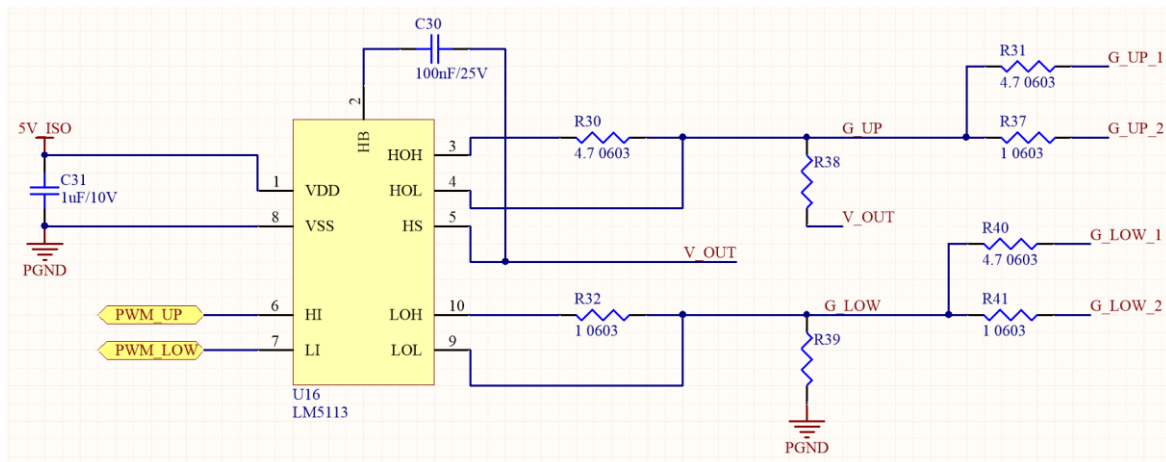 C30
100nF/25V
2
HB
5V_ISO
C31
1uF/10V
PGND
1
VDD
8
VSS
PWM_UP
6
HI
PWM_LOW
7
LI
HOH
3
HOL
4
HS
5
LOH
10
LOL
9
U16
LM5113
R30
4.7 0603
G_UP
R31
4.7 0603
G_UP_1
R37
1 0603
G_UP_2
R38
V_OUT
V_OUT
R32
1 0603
G_LOW
R40
4.7 0603
G_LOW_1
R41
1 0603
G_LOW_2
R39
PGND